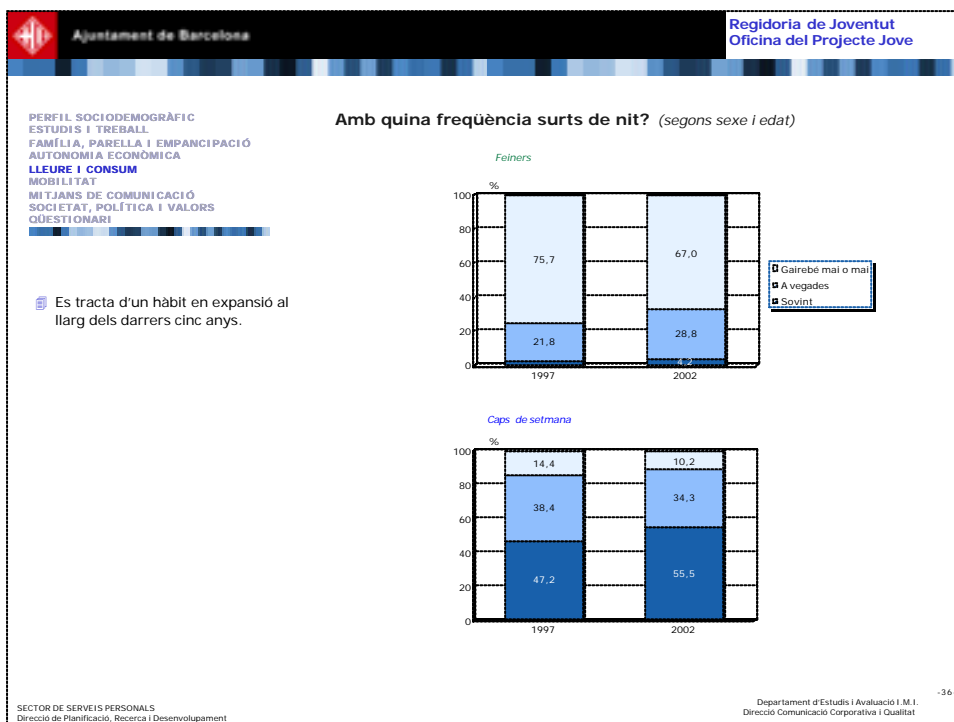 Ajuntament de Barcelona
Regidoria de Joventut
Oficina del Projecte Jove
PERFIL SOCIODEMOGRÀFIC
ESTUDIS I TREBALL
FAMÍLIA, PARELLA I EMPANCIPACIÓ
AUTONOMIA ECONÒMICA
LLEURE I CONSUM
MOBILITAT
MITJANS DE COMUNICACIÓ
SOCIETAT, POLÍTICA I VALORS
QÜESTIONARI
Es tracta d'un hàbit en expansió al
llarg dels darrers cinc anys.
Amb quina freqüència surts de nit? (segons sexe i edat)
Feiners
%
100
80
60
40
20
0
75,7
67,0
21,8
28,8
4,2
1997
2002
Gairebé mai o mai
A vegades
Sovint
Caps de setmana
%
100
80
60
40
20
0
14,4
10,2
38,4
34,3
47,2
55,5
1997
2002
SECTOR DE SERVEIS PERSONALS
Direcció de Planificació, Recerca i Desenvolupament
Departament d'Estudis i Avaluació I.M.I.
Direcció Comunicació Corporativa i Qualitat
-36